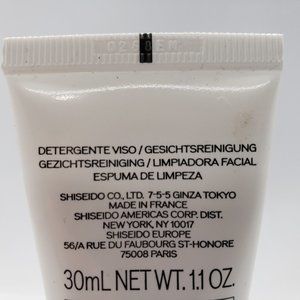 DETERGENTE VISO / GESICHTSREINIGUNG
GEZICHTSREINIGING / LIMPIADORA FACIAL
ESPUMA DE LIMPEZA
SHISEIDO CO., LTD. 7-5-5 GINZA TOKYO
MADE IN FRANCE
SHISEIDO AMERICAS CORP. DIST.
NEW YORK, NY 10017
SHISEIDO EUROPE
56/A RUE DU FAUBOURG ST-HONORE
75008 PARIS
30mL NET WT. 1.1 OZ.